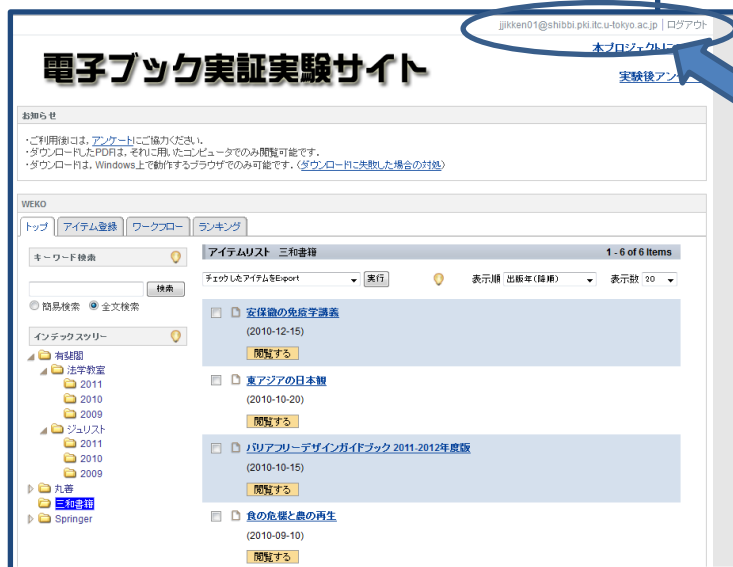 jjikken01@shibbi.pki.itc.u-tokyo.ac.jp | ログアウト
本プロジェクトに
電子ブック実証実験サイト
実験後アン
お知らせ
・ご利用後には，アンケートにご協力ください。
・ダウンロードしたPDFは，それに用いたコンピュータでのみ閲覧可能です．
・ダウンロードは，Windows上で動作するブラウザでのみ可能です．(ダウンロードに失敗した場合の対処)
WEKO
トップ アイテム登録 ワークフロー ランキング
キーワード検索
検索
簡易検索 全文検索
インデックスツリー
有斐閣
法学教室
2011
2010
2009
ジュリスト
2011
2010
2009
丸善
三和書籍
Springer
アイテムリスト 三和書籍 1 - 6 of 6 Items
チェックしたアイテムをExport 実行 表示順 出版年(降順) 表示数 20
安保徹の免疫学講義
(2010-12-15)
閲覧する
東アジアの日本観
(2010-10-20)
閲覧する
バリアフリーデザインガイドブック 2011-2012年度版
(2010-10-15)
閲覧する
食の危機と農の再生
(2010-09-10)
閲覧する